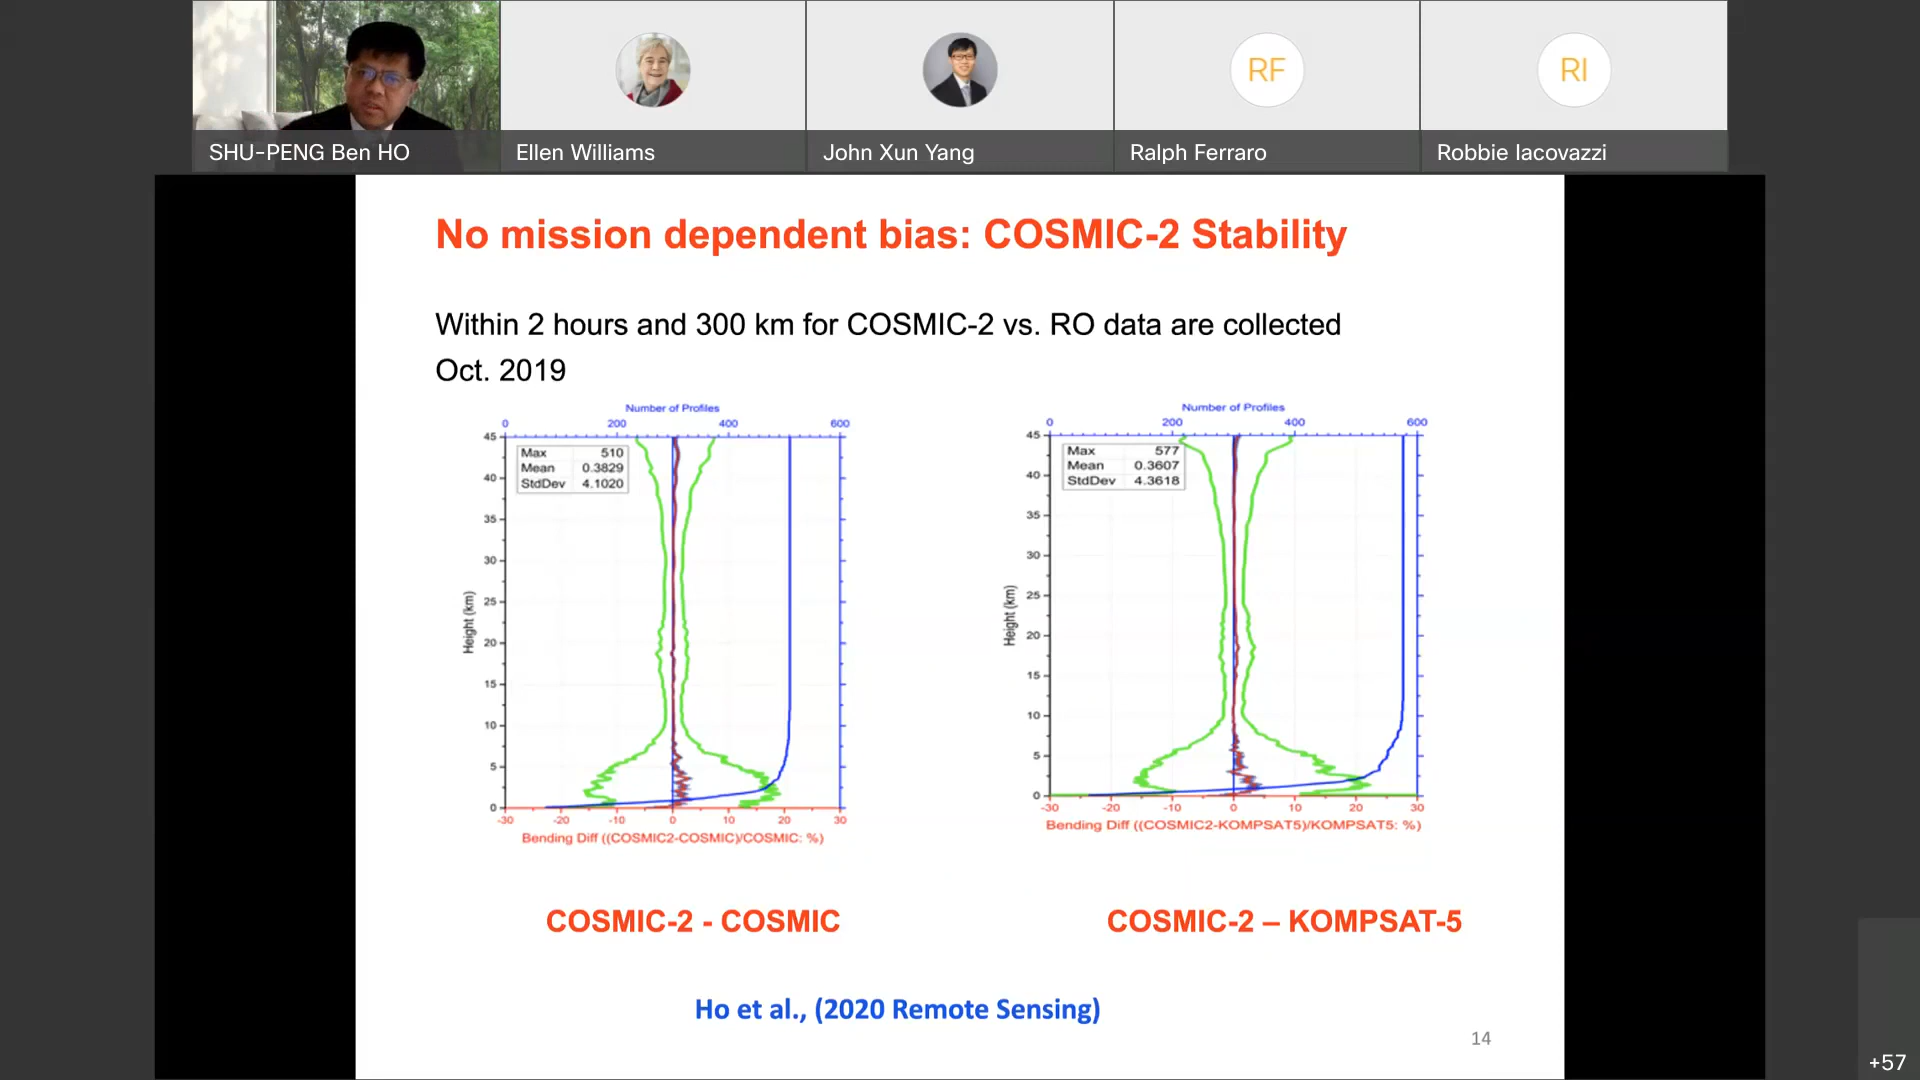 RF
RI
SHU-PENG Ben HO
Ellen Williams
John Xun Yang
Ralph Ferraro
Robbie Iacovazzi
No mission dependent bias: COSMIC-2 Stability
Within 2 hours and 300 km for COSMIC-2 vs. RO data are collected
Oct. 2019
Number of Profiles
0 200 400 600
Max 510
Mean 0.3829
StdDev 4.1020
45
40
35
30
25
20
15
10
5
0
Height (km)
-30 -20 -10 0 10 20 30
Bending Diff ((COSMIC2-COSMIC)/COSMIC: %)
Number of Profiles
0 200 400 600
Max 577
Mean 0.3607
StdDev 4.3618
45
40
35
30
25
20
15
10
5
0
Height (km)
-30 -20 -10 0 10 20 30
Bending Diff ((COSMIC2-KOMPSAT5)/KOMPSAT5: %)
COSMIC-2 - COSMIC
COSMIC-2 – KOMPSAT-5
Ho et al., (2020 Remote Sensing)
14
+57